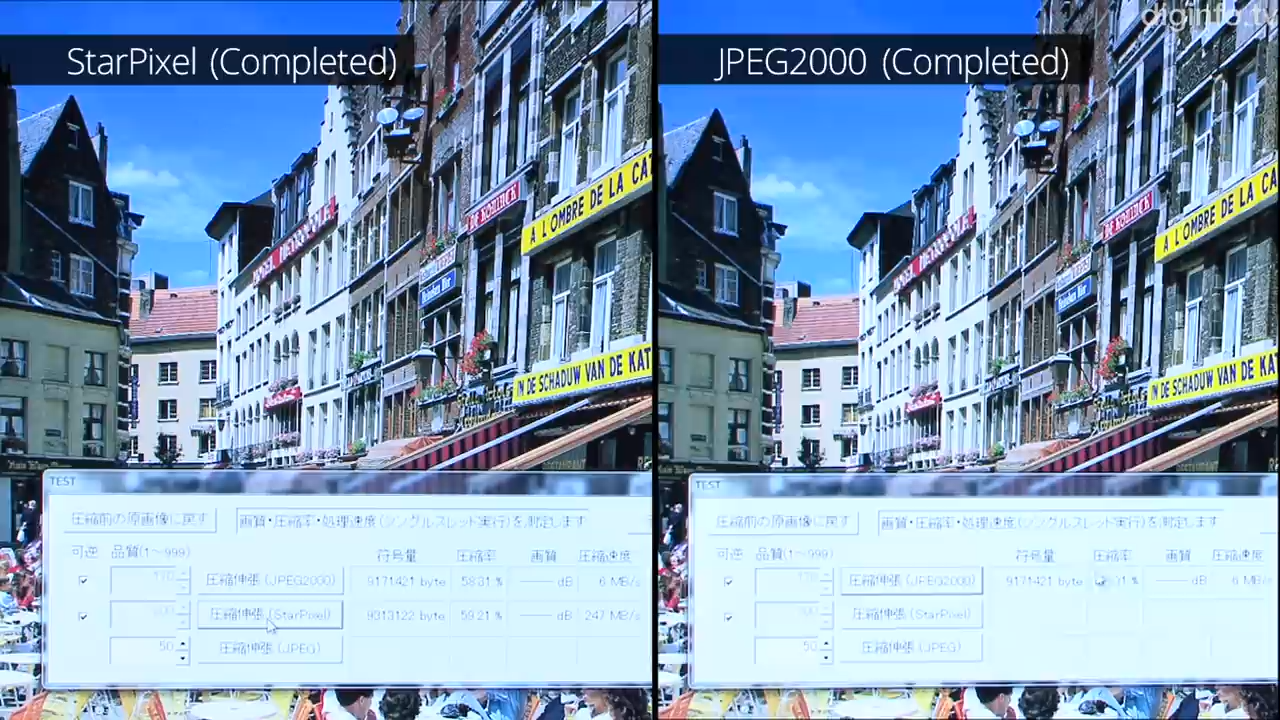 diginfo.tv
StarPixel (Completed)
JPEG2000 (Completed)
DE KOBBLCK
A L'OMBRE DE LA CA
IN DE SCHADUW VAN DE KAT
A L'OMBRE DE LA CA
IN DE SCHADUW VAN DE KA
TEST
圧縮前の原画像に戻す
画質・圧縮率・処理速度(シングルスレッド実行)を測定します
可逆 品質(1～999) 符号量 圧縮率 画質 圧縮速度
圧縮伸張 (JPEG2000) 9171421 byte 58.31 % dB 6 MB/s
圧縮伸張 (StarPixel) 9313122 byte 59.21 % dB 247 MB/s
50 圧縮伸張 (JPEG)
TEST
圧縮前の原画像に戻す
画質・圧縮率・処理速度(シングルスレッド実行)を測定します
可逆 品質(1～999) 符号量 圧縮率 画質 圧縮速度
圧縮伸張 (JPEG2000) 9171421 byte dB 6 MB/s
圧縮伸張 (StarPixel)
50 圧縮伸張 (JPEG)